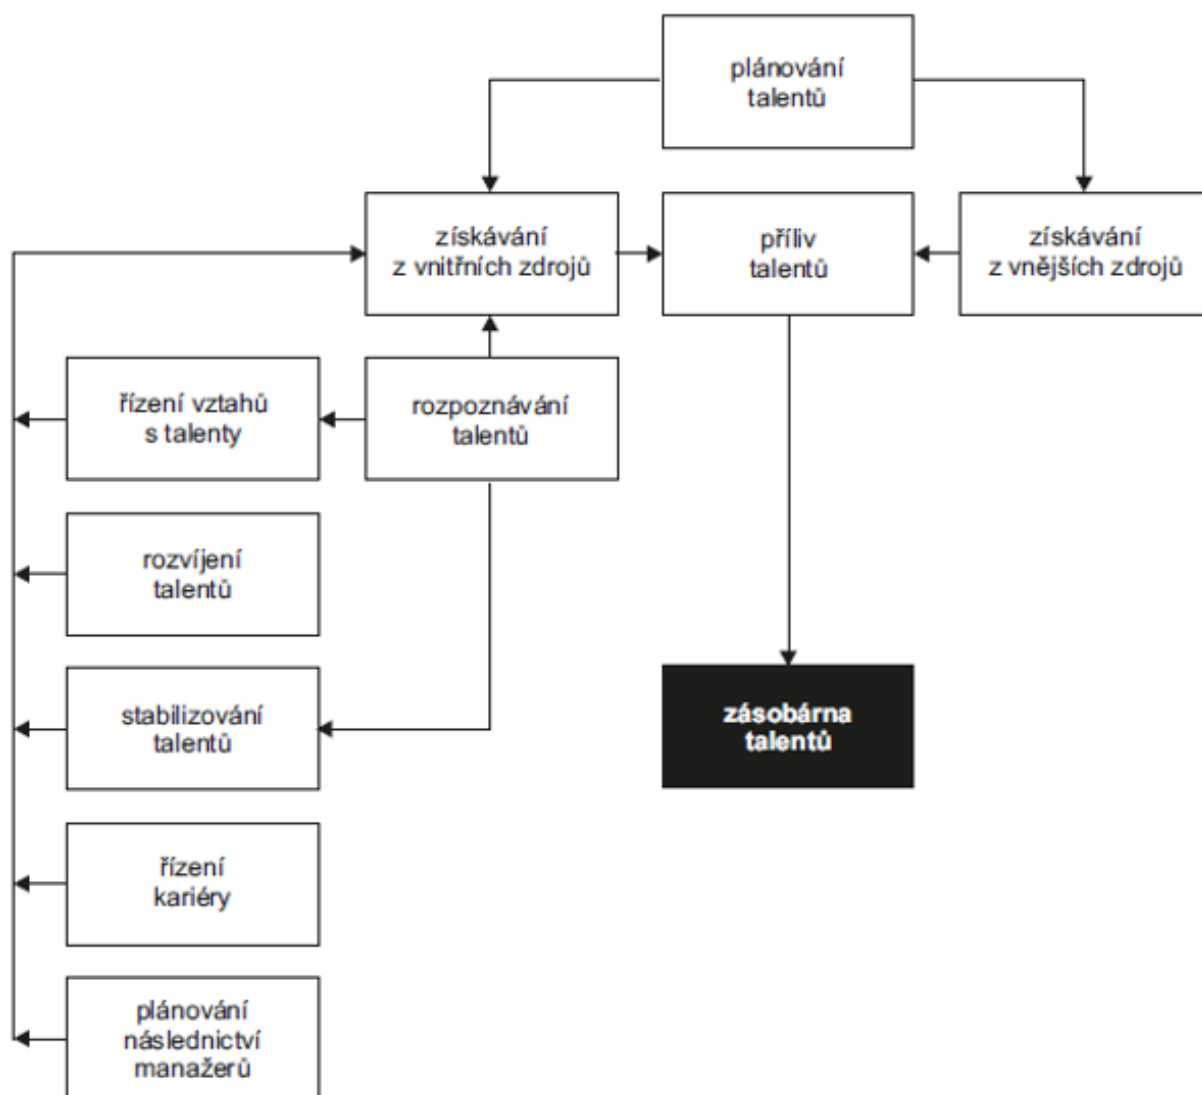 plánování
talentů
získávání
z vnitřních zdrojů
příliv
talentů
získávání
z vnějších zdrojů
řízení vztahů
s talenty
rozpoznávání
talentů
rozvíjení
talentů
stabilizování
talentů
zásobárna
talentů
řízení
kariéry
plánování
následnictví
manažerů